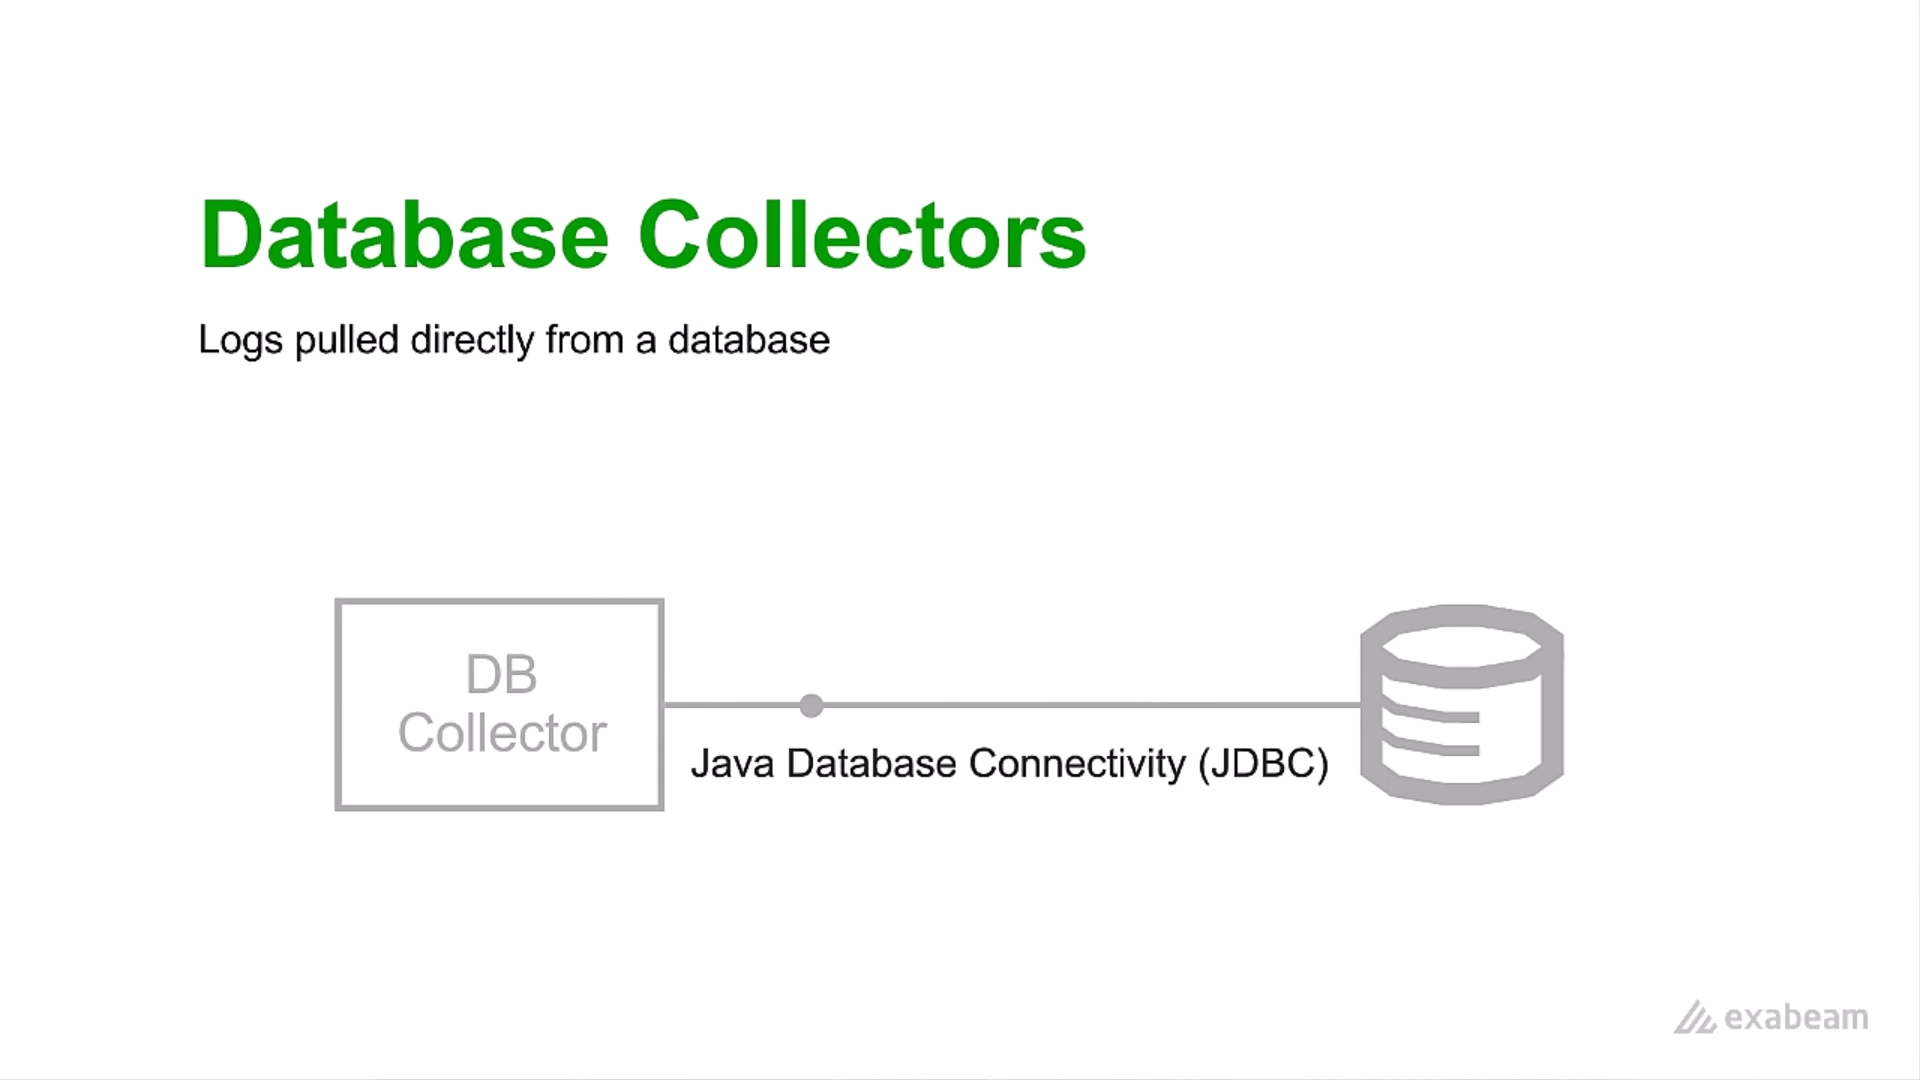 Database Collectors
Logs pulled directly from a database
DB
Collector
Java Database Connectivity (JDBC)
exabeam